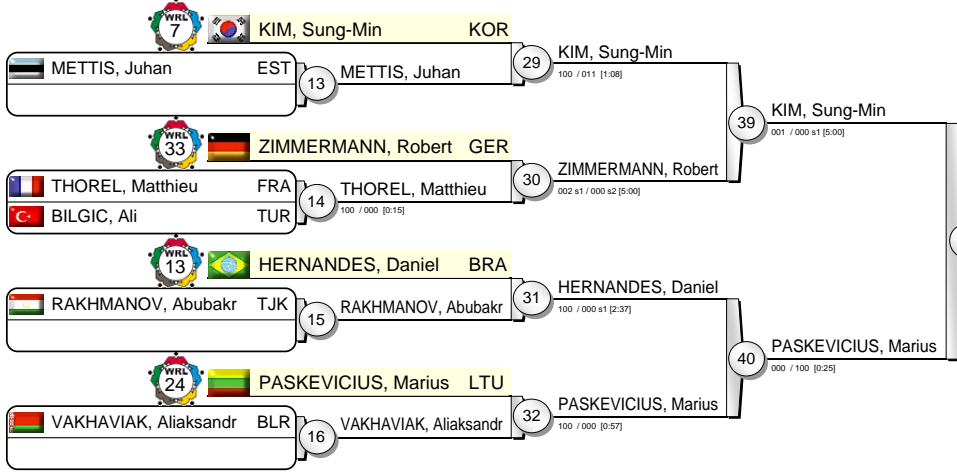 WRL
7
KIM, Sung-Min KOR
METTIS, Juhan EST
13
METTIS, Juhan
29
KIM, Sung-Min
100 / 011 [1:08]
WRL
33
ZIMMERMANN, Robert GER
THOREL, Matthieu FRA
BILGIC, Ali TUR
14
THOREL, Matthieu
100 / 000 [0:15]
30
ZIMMERMANN, Robert
002 s1 / 000 s2 [5:00]
39
KIM, Sung-Min
001 / 000 s1 [5:00]
WRL
13
HERNANDES, Daniel BRA
RAKHMANOV, Abubakr TJK
15
RAKHMANOV, Abubakr
31
HERNANDES, Daniel
100 / 000 s1 [2:37]
WRL
24
PASKEVICIUS, Marius LTU
VAKHAVIAK, Aliaksandr BLR
16
VAKHAVIAK, Aliaksandr
32
PASKEVICIUS, Marius
100 / 000 [0:57]
40
PASKEVICIUS, Marius
000 / 100 [0:25]